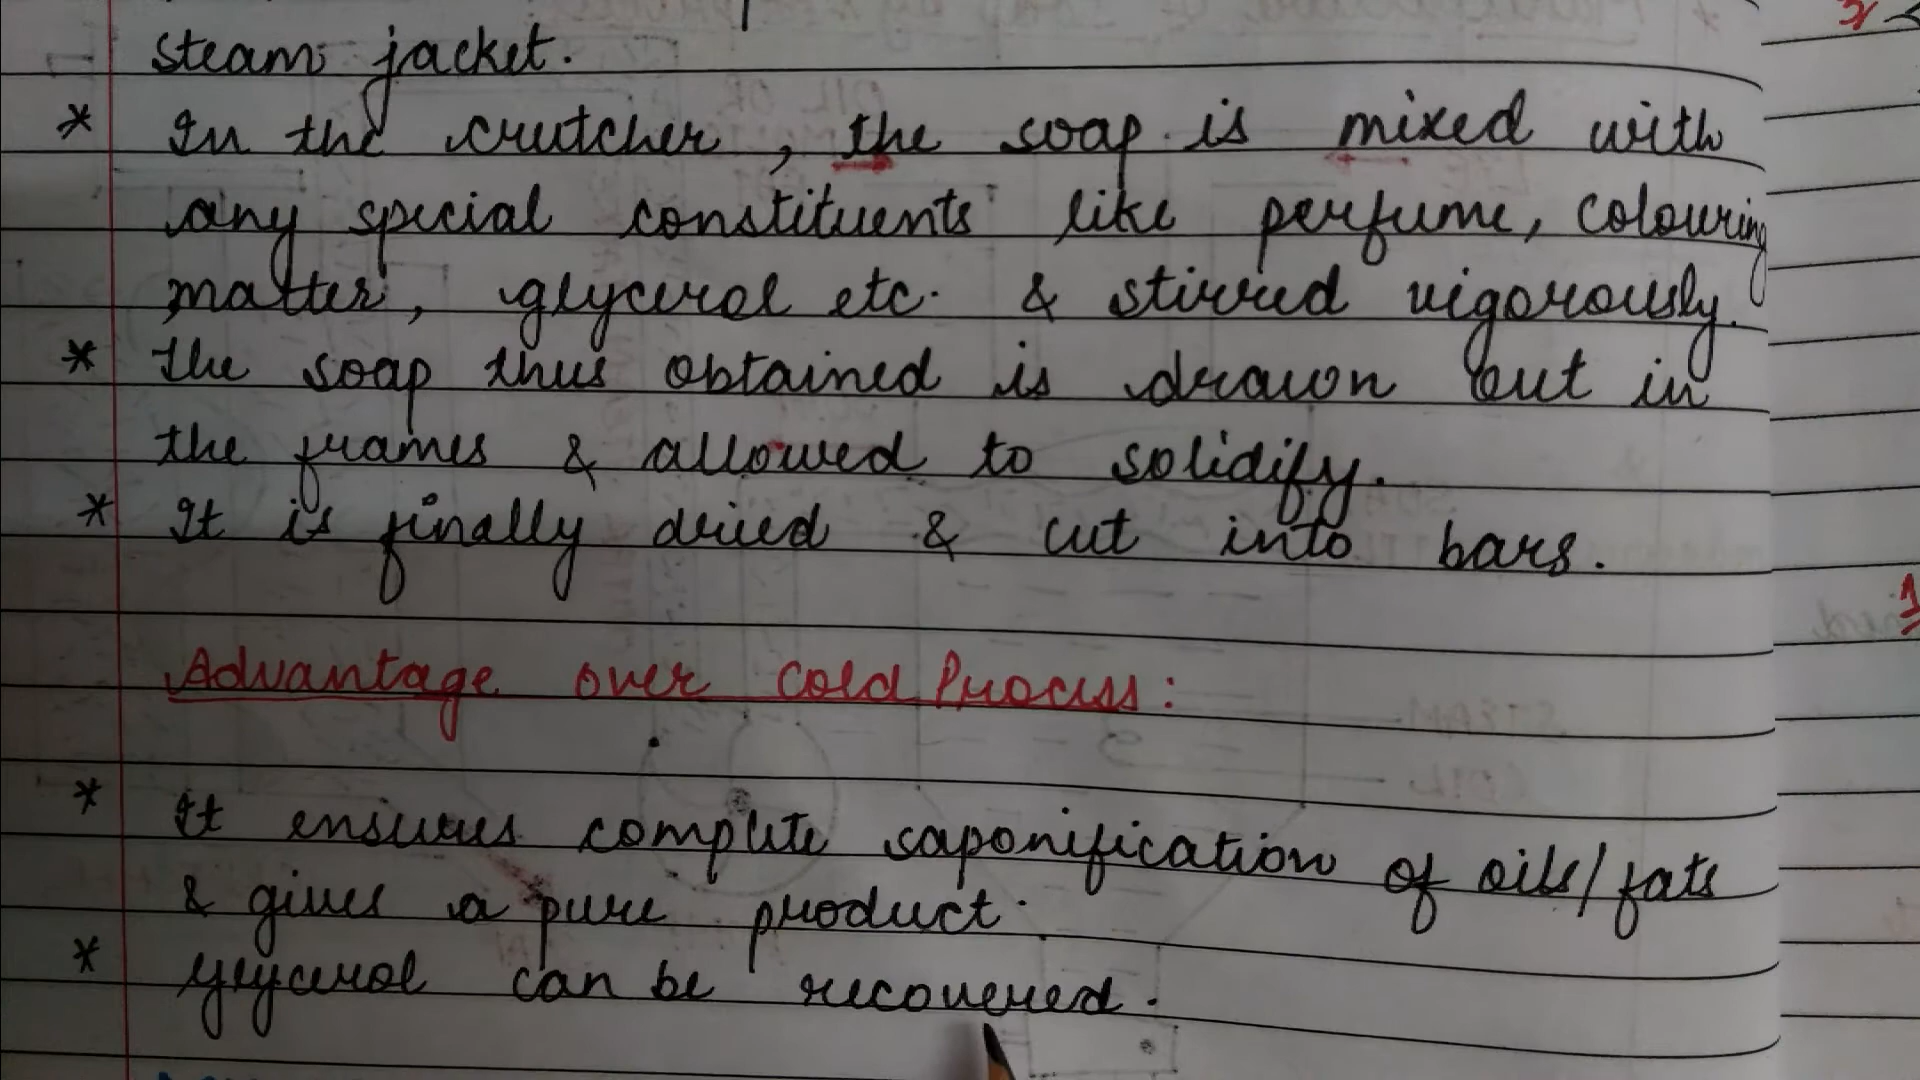 steam jacket.
* In the crutcher, the soap is mixed with
any special constituents like perfume, colouring
matter, glycerol etc. & stirred vigorously.
* the soap thus obtained is drawn out in
the frames & allowed to solidify.
* It is finally dried & cut into bars.
Advantage over cold Process:
* It ensures complete saponification of oils/fats
& gives a pure product.
* Glycerol can be recovered.